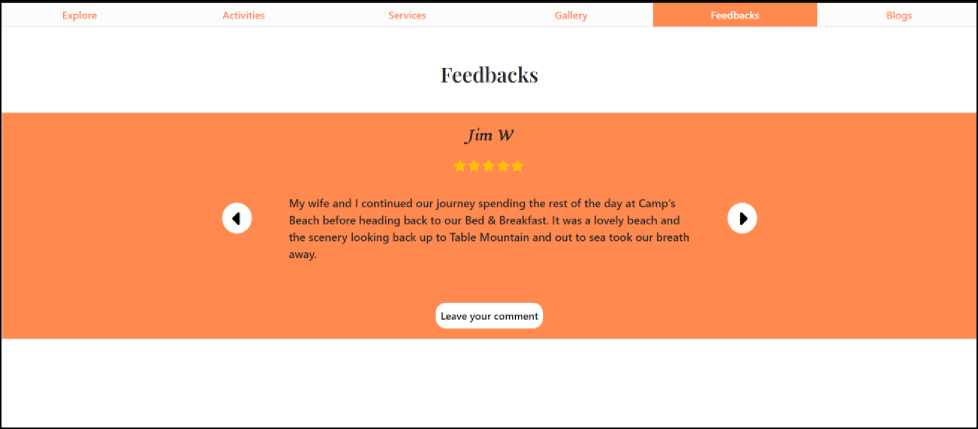 Explore Activities Services Gallery Feedbacks Blogs
Feedbacks
Jim W
My wife and I continued our journey spending the rest of the day at Camp's
Beach before heading back to our Bed & Breakfast. It was a lovely beach and
the scenery looking back up to Table Mountain and out to sea took our breath
away.
Leave your comment